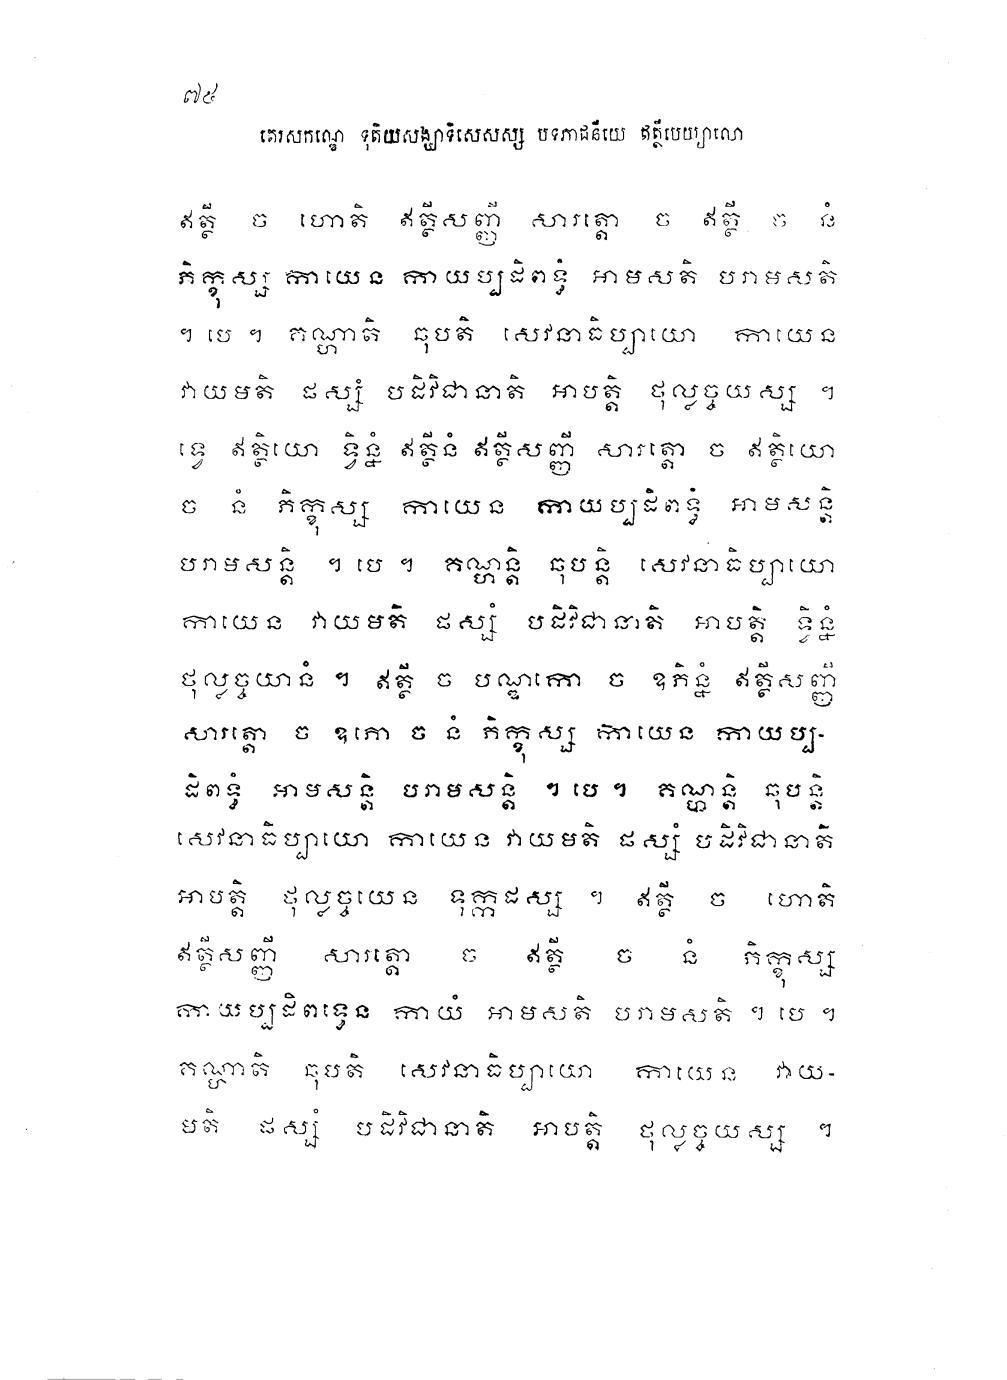 ៧៥
តេរសកណ្ឌេ ទុតិយសង្ឃាទិសេសស្ស បទភាជនីយេ ឥត្ថីបេយ្យាលោ
ឥត្ថី ច ហោតិ ឥត្ថីសញ្ញី សារត្តោ ច ឥត្ថី ច នំ
ភិក្ខុស្ស កាយេន កាយប្បដិពទ្ធំ អាមសតិ បរាមសតិ
។ បេ ។ គណ្ហាតិ ឆុបតិ សេវនាធិប្បាយោ កាយេន
វាយមតិ ផស្សំ បដិវិជានាតិ អាបត្តិ ថុល្លច្ចយស្ស ។
ទ្វេ ឥត្ថិយោ ទ្វិន្នំ ឥត្ថីនំ ឥត្ថីសញ្ញី សារត្តោ ច ឥត្ថិយោ
ច នំ ភិក្ខុស្ស កាយេន កាយប្បដិពទ្ធំ អាមសន្តិ
បរាមសន្តិ ។ បេ ។ គណ្ហន្តិ ឆុបន្តិ សេវនាធិប្បាយោ
កាយេន វាយមតិ ផស្សំ បដិវិជានាតិ អាបត្តិ ទ្វិន្នំ
ថុល្លច្ចយានំ ។ ឥត្ថី ច បណ្ឌកោ ច ឧភិន្នំ ឥត្ថីសញ្ញី
សារត្តោ ច ឧភោ ច នំ ភិក្ខុស្ស កាយេន កាយប្ប-
ដិពទ្ធំ អាមសន្តិ បរាមសន្តិ ។ បេ ។ គណ្ហន្តិ ឆុបន្តិ
សេវនាធិប្បាយោ កាយេន វាយមតិ ផស្សំ បដិវិជានាតិ
អាបត្តិ ថុល្លច្ចយេន ទុក្កដស្ស ។ ឥត្ថី ច ហោតិ
ឥត្ថីសញ្ញី សារត្តោ ច ឥត្ថី ច នំ ភិក្ខុស្ស
កាយប្បដិពទ្ធេន កាយំ អាមសតិ បរាមសតិ ។ បេ ។
គណ្ហាតិ ឆុបតិ សេវនាធិប្បាយោ កាយេន វាយ-
មតិ ផស្សំ បដិវិជានាតិ អាបត្តិ ថុល្លច្ចយស្ស ។